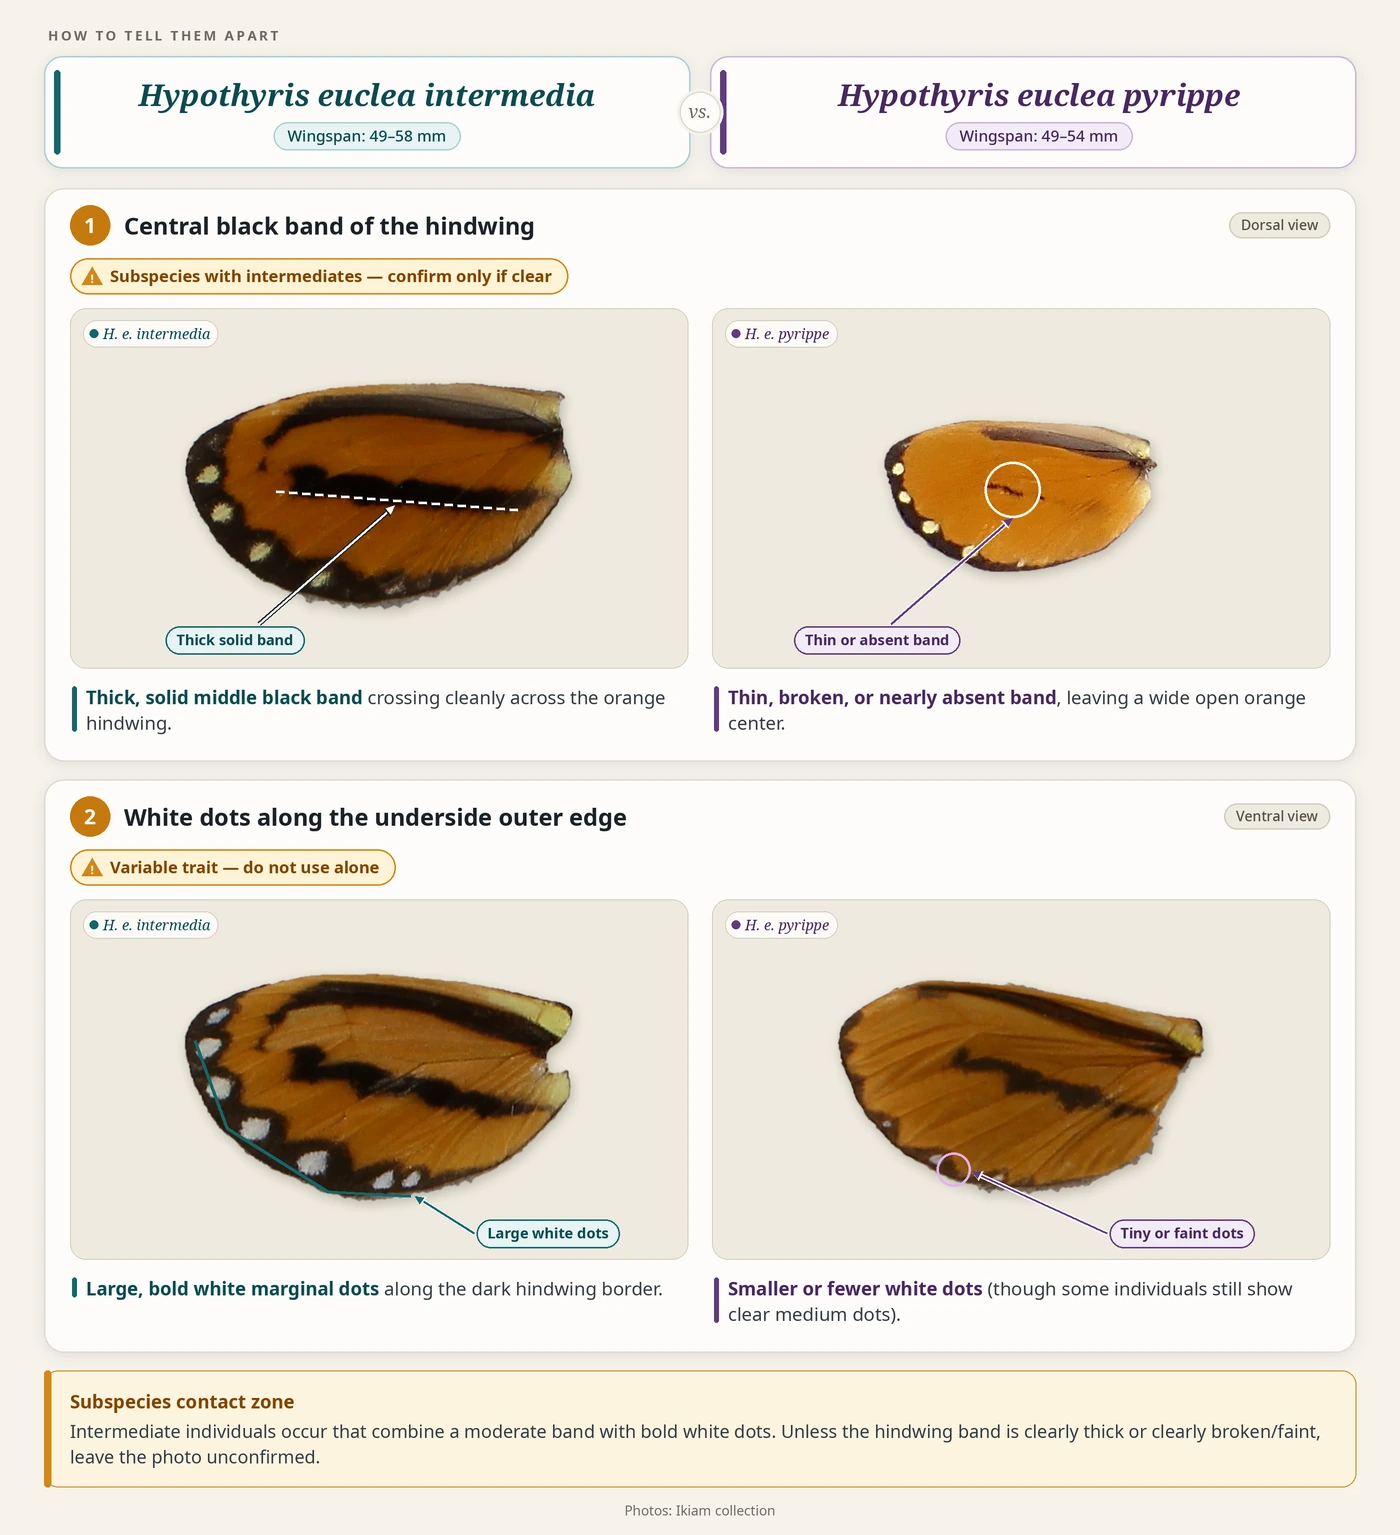 HOW TO TELL THEM APART
Hypothyris euclea intermedia
Wingspan: 49–58 mm
vs.
Hypothyris euclea pyrippe
Wingspan: 49–54 mm
1
Central black band of the hindwing
Dorsal view
Subspecies with intermediates — confirm only if clear
H. e. intermedia
Thick solid band
H. e. pyrippe
Thin or absent band
Thick, solid middle black band crossing cleanly across the orange
hindwing.
Thin, broken, or nearly absent band, leaving a wide open orange
center.
2
White dots along the underside outer edge
Ventral view
Variable trait — do not use alone
H. e. intermedia
Large white dots
H. e. pyrippe
Tiny or faint dots
Large, bold white marginal dots along the dark hindwing border.
Smaller or fewer white dots (though some individuals still show
clear medium dots).
Subspecies contact zone
Intermediate individuals occur that combine a moderate band with bold white dots. Unless the hindwing band is clearly thick or clearly broken/faint,
leave the photo unconfirmed.
Photos: Ikiam collection